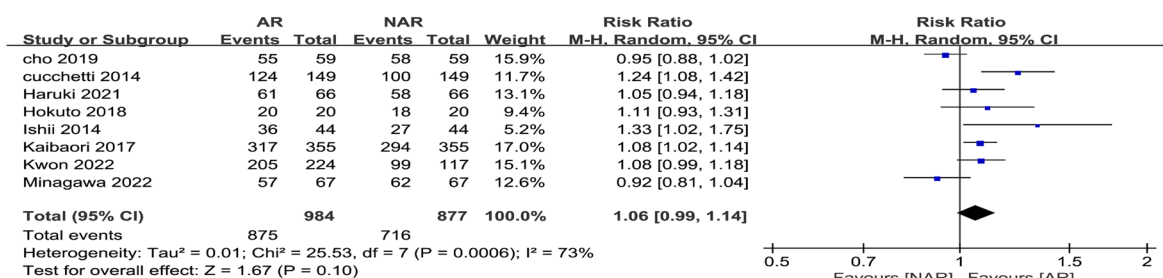 AR NAR Risk Ratio Risk Ratio
Study or Subgroup Events Total Events Total Weight M-H, Random, 95% CI M-H, Random, 95% CI
cho 2019 55 59 58 59 15.9% 0.95 [0.88, 1.02]
cucchetti 2014 124 149 100 149 11.7% 1.24 [1.08, 1.42]
Haruki 2021 61 66 58 66 13.1% 1.05 [0.94, 1.18]
Hokuto 2018 20 20 18 20 9.4% 1.11 [0.93, 1.31]
Ishii 2014 36 44 27 44 5.2% 1.33 [1.02, 1.75]
Kaibaori 2017 317 355 294 355 17.0% 1.08 [1.02, 1.14]
Kwon 2022 205 224 99 117 15.1% 1.08 [0.99, 1.18]
Minagawa 2022 57 67 62 67 12.6% 0.92 [0.81, 1.04]
Total (95% CI) 984 877 100.0% 1.06 [0.99, 1.14]
Total events 875 716
Heterogeneity: Tau² = 0.01; Chi² = 25.53, df = 7 (P = 0.0006); I² = 73%
Test for overall effect: Z = 1.67 (P = 0.10)
0.5 0.7 1 1.5 2
Favours [NAR] Favours [AR]